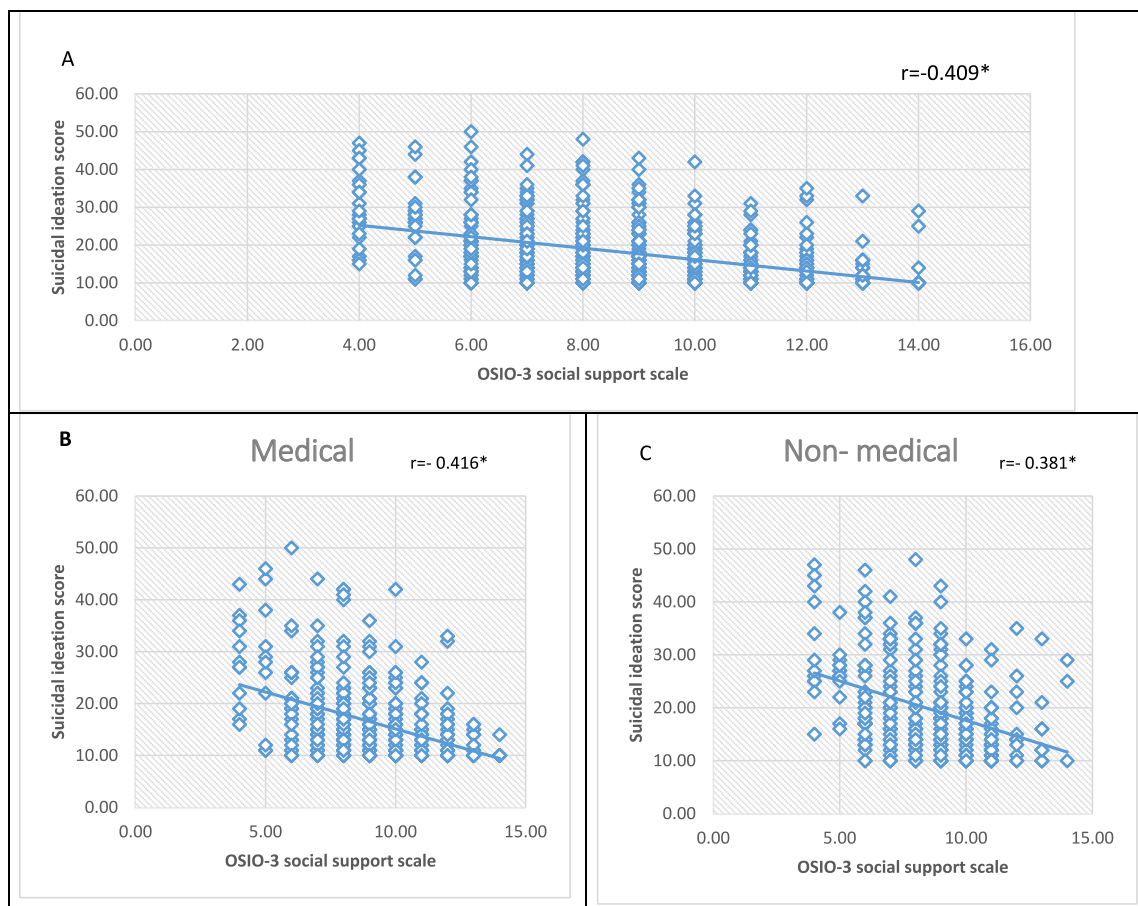 A
r=-0.409*
60.00
50.00
40.00
30.00
20.00
10.00
0.00
Suicidal ideation score
0.00 2.00 4.00 6.00 8.00 10.00 12.00 14.00 16.00
OSIO-3 social support scale
B
Medical
r=- 0.416*
60.00
50.00
40.00
30.00
20.00
10.00
0.00
Suicidal ideation score
0.00 5.00 10.00 15.00
OSIO-3 social support scale
C
Non- medical
r=- 0.381*
60.00
50.00
40.00
30.00
20.00
10.00
0.00
Suicidal ideation score
0.00 5.00 10.00 15.00
OSIO-3 social support scale